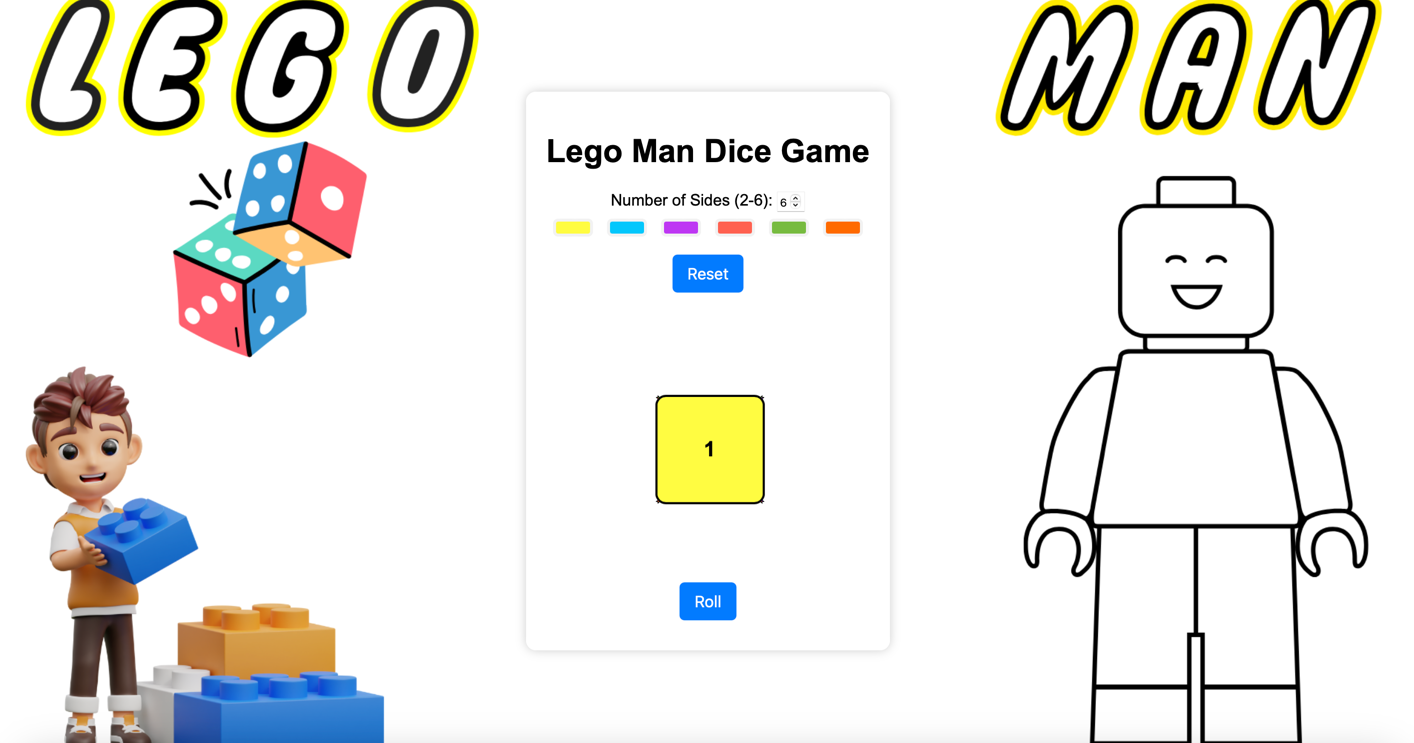 LEGO MAN
Lego Man Dice Game
Number of Sides (2-6): 6
Reset
1
Roll